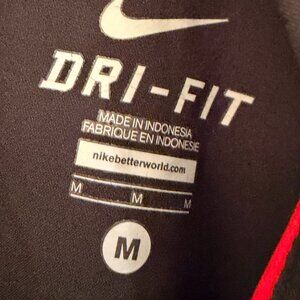 DRI-FIT
MADE IN INDONESIA
FABRIQUE EN INDONESIE
nikebetterworld.com
M M M
M